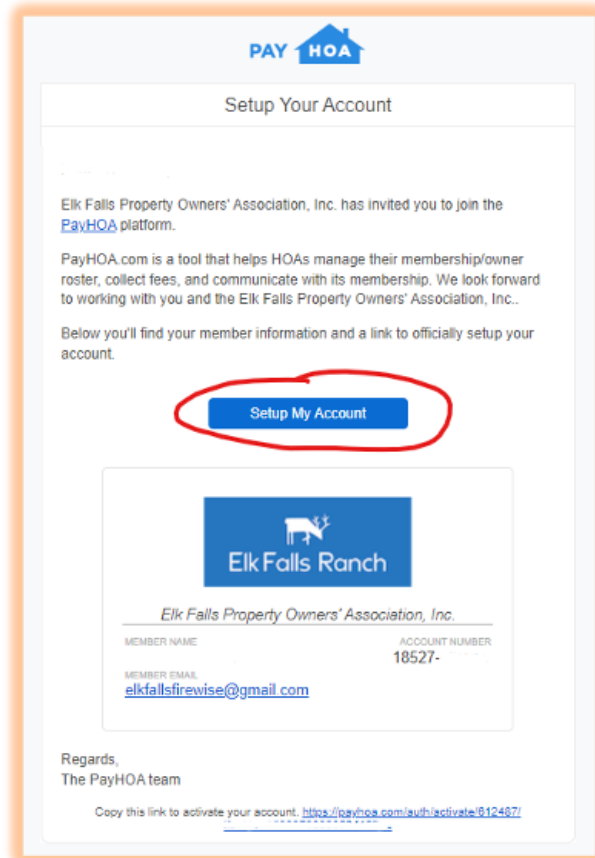 PAY HOA
Setup Your Account
Elk Falls Property Owners' Association, Inc. has invited you to join the
PayHOA platform.
PayHOA.com is a tool that helps HOAs manage their membership/owner
roster, collect fees, and communicate with its membership. We look forward
to working with you and the Elk Falls Property Owners' Association, Inc..
Below you'll find your member information and a link to officially setup your
account.
Setup My Account
Elk Falls Ranch
Elk Falls Property Owners' Association, Inc.
MEMBER NAME ACCOUNT NUMBER
18527-
MEMBER EMAIL
elkfallsfirewise@gmail.com
Regards,
The PayHOA team
Copy this link to activate your account. https://payhoa.com/auth/activate/612487/